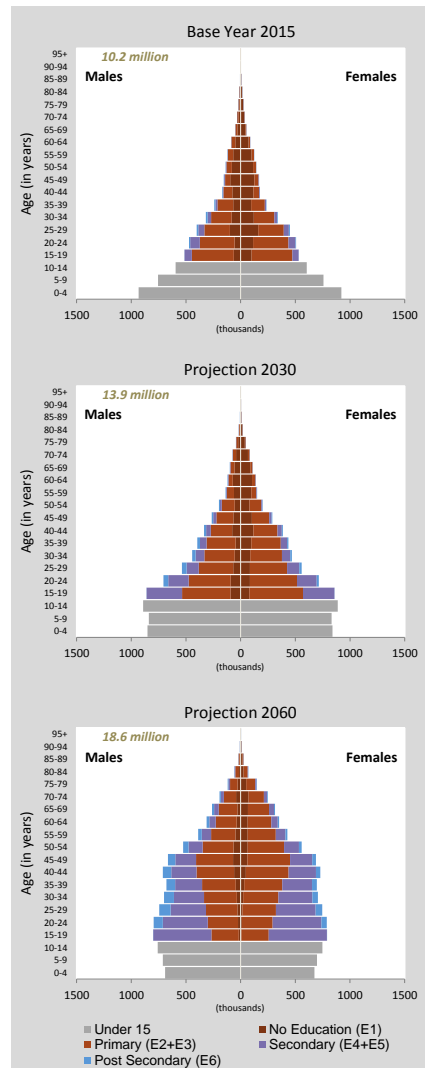 Base Year 2015
10.2 million
Males
Females
Age (in years)
95+
90-94
85-89
80-84
75-79
70-74
65-69
60-64
55-59
50-54
45-49
40-44
35-39
30-34
25-29
20-24
15-19
10-14
5-9
0-4
1500 1000 500 0 500 1000 1500
(thousands)
Projection 2030
13.9 million
Males
Females
Age (in years)
95+
90-94
85-89
80-84
75-79
70-74
65-69
60-64
55-59
50-54
45-49
40-44
35-39
30-34
25-29
20-24
15-19
10-14
5-9
0-4
1500 1000 500 0 500 1000 1500
(thousands)
Projection 2060
18.6 million
Males
Females
Age (in years)
95+
90-94
85-89
80-84
75-79
70-74
65-69
60-64
55-59
50-54
45-49
40-44
35-39
30-34
25-29
20-24
15-19
10-14
5-9
0-4
1500 1000 500 0 500 1000 1500
(thousands)
Under 15 No Education (E1)
Primary (E2+E3) Secondary (E4+E5)
Post Secondary (E6)